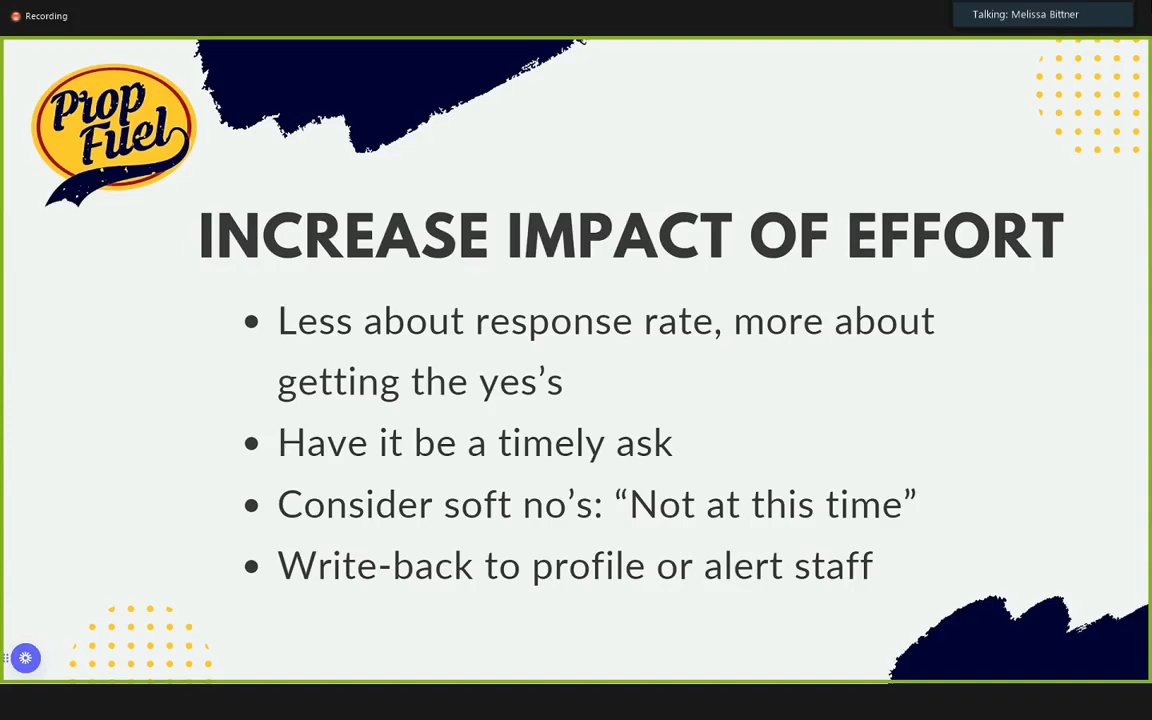 Recording
Talking: Melissa Bittner
Prop
Fuel
INCREASE IMPACT OF EFFORT
• Less about response rate, more about
getting the yes’s
• Have it be a timely ask
• Consider soft no’s: “Not at this time”
• Write-back to profile or alert staff